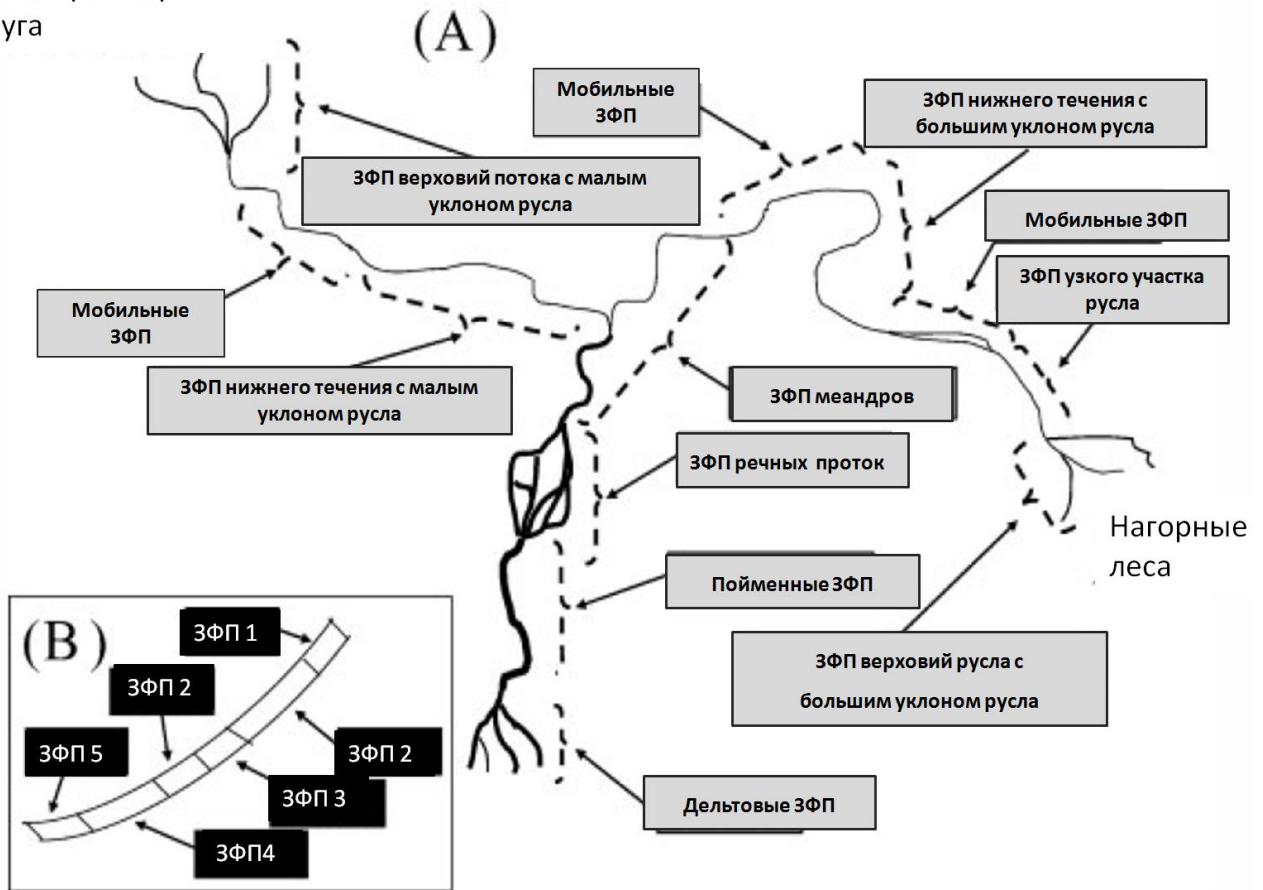 уга
(A)
Мобильные
ЗФП
ЗФП нижнего течения с
большим уклоном русла
ЗФП верховий потока с малым
уклоном русла
Мобильные ЗФП
ЗФП узкого участка
русла
Мобильные
ЗФП
ЗФП нижнего течения с малым
уклоном русла
ЗФП меандров
ЗФП речных проток
Нагорные
леса
Пойменные ЗФП
ЗФП верховий русла с
большим уклоном русла
Дельтовые ЗФП
(B)
ЗФП 1
ЗФП 2
ЗФП 5
ЗФП 2
ЗФП 3
ЗФП4